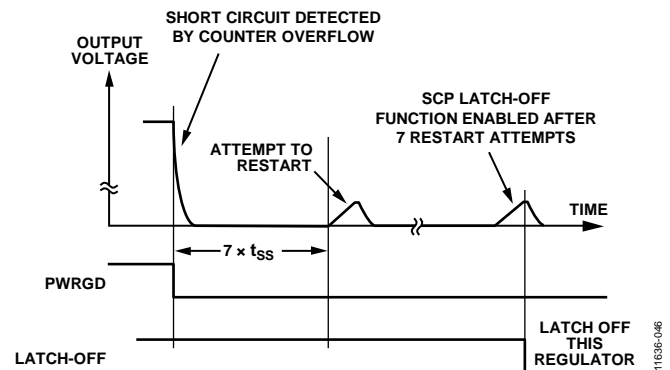 SHORT CIRCUIT DETECTED
BY COUNTER OVERFLOW
OUTPUT
VOLTAGE
SCP LATCH-OFF
FUNCTION ENABLED AFTER
7 RESTART ATTEMPTS
ATTEMPT TO
RESTART
TIME
7 × tSS
PWRGD
LATCH-OFF
LATCH OFF
THIS
REGULATOR
11636-046